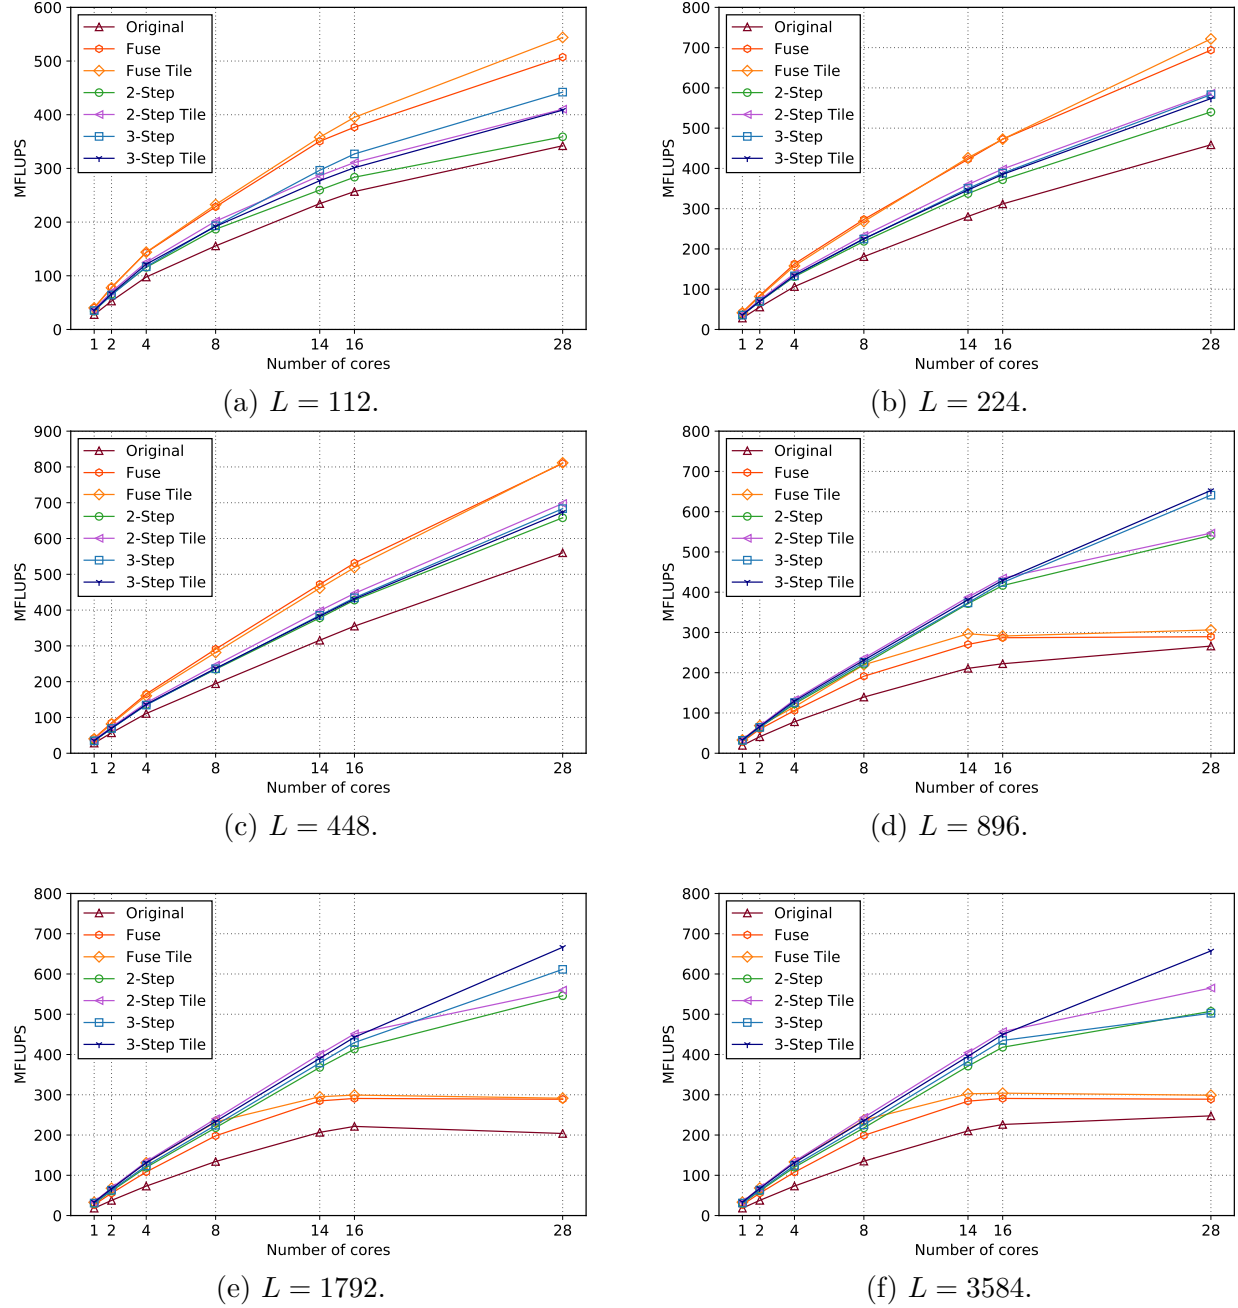 600
500
400
300
200
100
0
MFLUPS
Original
Fuse
Fuse Tile
2-Step
2-Step Tile
3-Step
3-Step Tile
1 2 4 8 14 16 28
Number of cores
(a) L = 112.
800
700
600
500
400
300
200
100
0
MFLUPS
Original
Fuse
Fuse Tile
2-Step
2-Step Tile
3-Step
3-Step Tile
1 2 4 8 14 16 28
Number of cores
(b) L = 224.
900
800
700
600
500
400
300
200
100
0
MFLUPS
Original
Fuse
Fuse Tile
2-Step
2-Step Tile
3-Step
3-Step Tile
1 2 4 8 14 16 28
Number of cores
(c) L = 448.
800
700
600
500
400
300
200
100
0
MFLUPS
Original
Fuse
Fuse Tile
2-Step
2-Step Tile
3-Step
3-Step Tile
1 2 4 8 14 16 28
Number of cores
(d) L = 896.
800
700
600
500
400
300
200
100
0
MFLUPS
Original
Fuse
Fuse Tile
2-Step
2-Step Tile
3-Step
3-Step Tile
1 2 4 8 14 16 28
Number of cores
(e) L = 1792.
800
700
600
500
400
300
200
100
0
MFLUPS
Original
Fuse
Fuse Tile
2-Step
2-Step Tile
3-Step
3-Step Tile
1 2 4 8 14 16 28
Number of cores
(f) L = 3584.